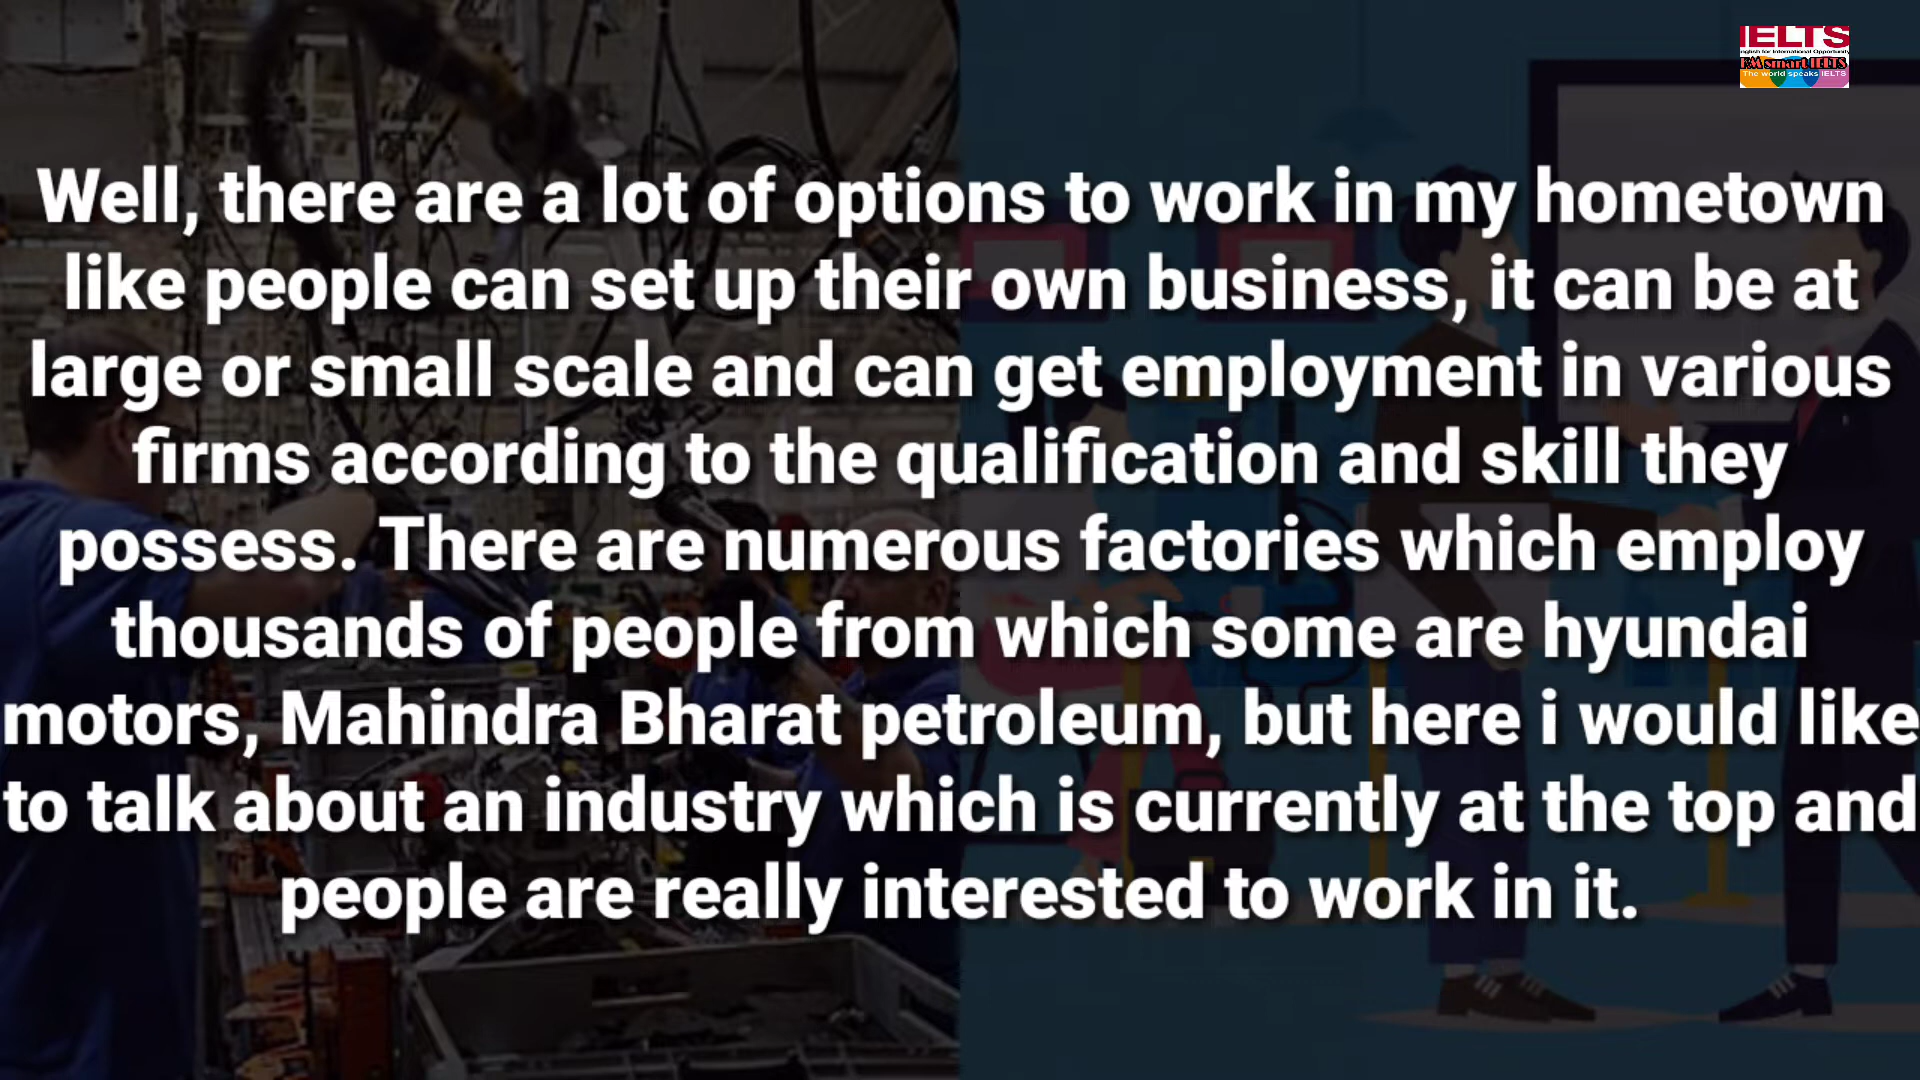 IELTS
English for International Opportunity
KM smart IELTS
The world speaks IELTS
Well, there are a lot of options to work in my hometown
like people can set up their own business, it can be at
large or small scale and can get employment in various
firms according to the qualification and skill they
possess. There are numerous factories which employ
thousands of people from which some are hyundai
motors, Mahindra Bharat petroleum, but here i would like
to talk about an industry which is currently at the top and
people are really interested to work in it.